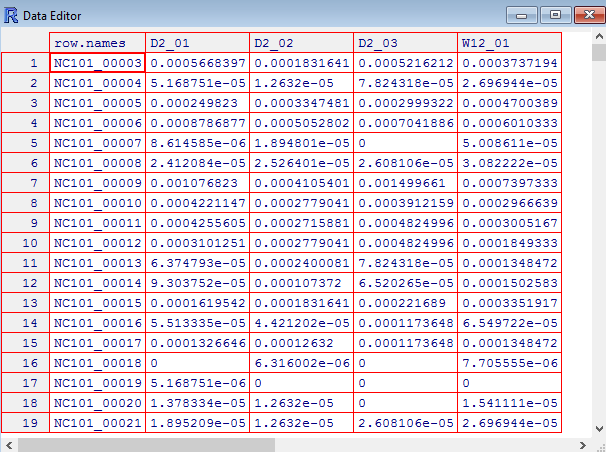 Data Editor
row.names D2_01 D2_02 D2_03 W12_01
1 NC101_00003 0.0005668397 0.0001831641 0.0005216212 0.0003737194
2 NC101_00004 5.168751e-05 1.2632e-05 7.824318e-05 2.696944e-05
3 NC101_00005 0.000249823 0.0003347481 0.0002999322 0.0004700389
4 NC101_00006 0.0008786877 0.0005052802 0.0007041886 0.0006010333
5 NC101_00007 8.614585e-06 1.894801e-05 0 5.008611e-05
6 NC101_00008 2.412084e-05 2.526401e-05 2.608106e-05 3.082222e-05
7 NC101_00009 0.001076823 0.0004105401 0.001499661 0.0007397333
8 NC101_00010 0.0004221147 0.0002779041 0.0003912159 0.0002966639
9 NC101_00011 0.0004255605 0.0002715881 0.0004824996 0.0003005167
10 NC101_00012 0.0003101251 0.0002779041 0.0004824996 0.0001849333
11 NC101_00013 6.374793e-05 0.0002400081 7.824318e-05 0.0001348472
12 NC101_00014 9.303752e-05 0.000107372 6.520265e-05 0.0001502583
13 NC101_00015 0.0001619542 0.0001831641 0.000221689 0.0003351917
14 NC101_00016 5.513335e-05 4.421202e-05 0.0001173648 6.549722e-05
15 NC101_00017 0.0001326646 0.00012632 0.0001173648 0.0001348472
16 NC101_00018 0 6.316002e-06 0 7.705555e-06
17 NC101_00019 5.168751e-06 0 0 0
18 NC101_00020 1.378334e-05 1.2632e-05 0 1.541111e-05
19 NC101_00021 1.895209e-05 1.2632e-05 2.608106e-05 2.696944e-05